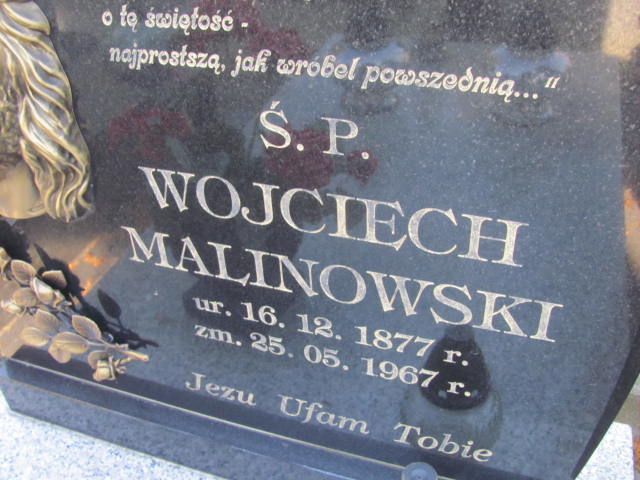 o tę świętość -
najprostszą, jak wróbel powszednią..."
Ś. P.
WOJCIECH
MALINOWSKI
ur. 16. 12. 1877 r.
zm. 25. 05. 1967 r.
Jezu Ufam Tobie